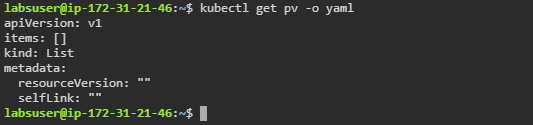 labsuser@ip-172-31-21-46:~$ kubectl get pv -o yaml
apiVersion: v1
items: []
kind: List
metadata:
  resourceVersion: ""
  selfLink: ""
labsuser@ip-172-31-21-46:~$